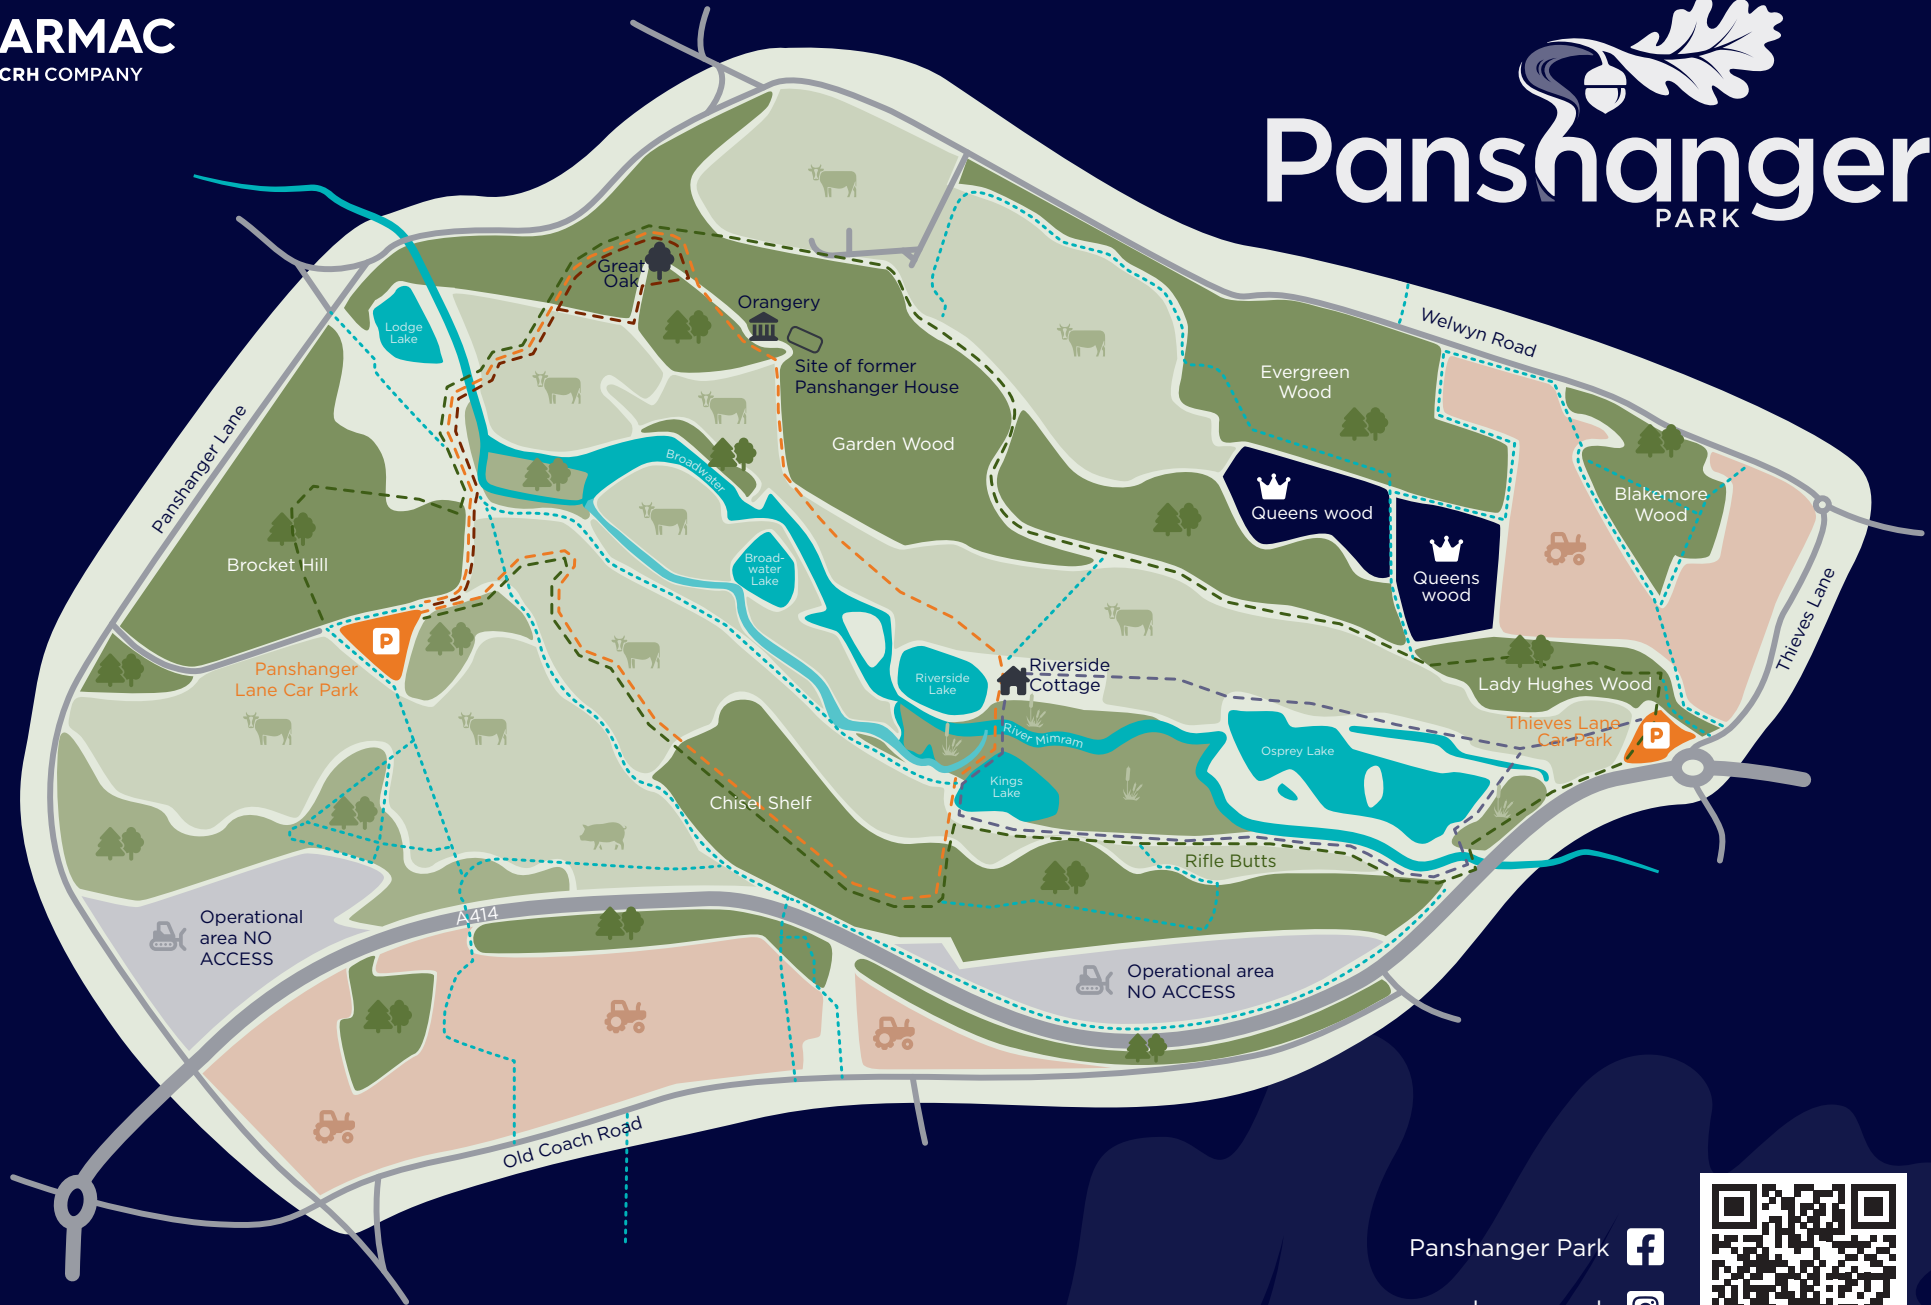 ARMAC
CRH COMPANY
Panshanger
PARK
Great
Oak
Orangery
Site of former
Panshanger House
Lodge
Lake
Welwyn Road
Evergreen
Wood
Panshanger Lane
Garden Wood
Broadwater
Blakemore
Wood
Queens wood
Queens
wood
Brocket Hill
Broad-
water
Lake
Thieves Lane
P
Panshanger
Lane Car Park
Riverside
Cottage
Riverside
Lake
Lady Hughes Wood
Thieves Lane
Car Park
P
River Mimram
Osprey Lake
Kings
Lake
Chisel Shelf
Rifle Butts
A414
Operational
area NO
ACCESS
Operational area
NO ACCESS
Old Coach Road
Panshanger Park